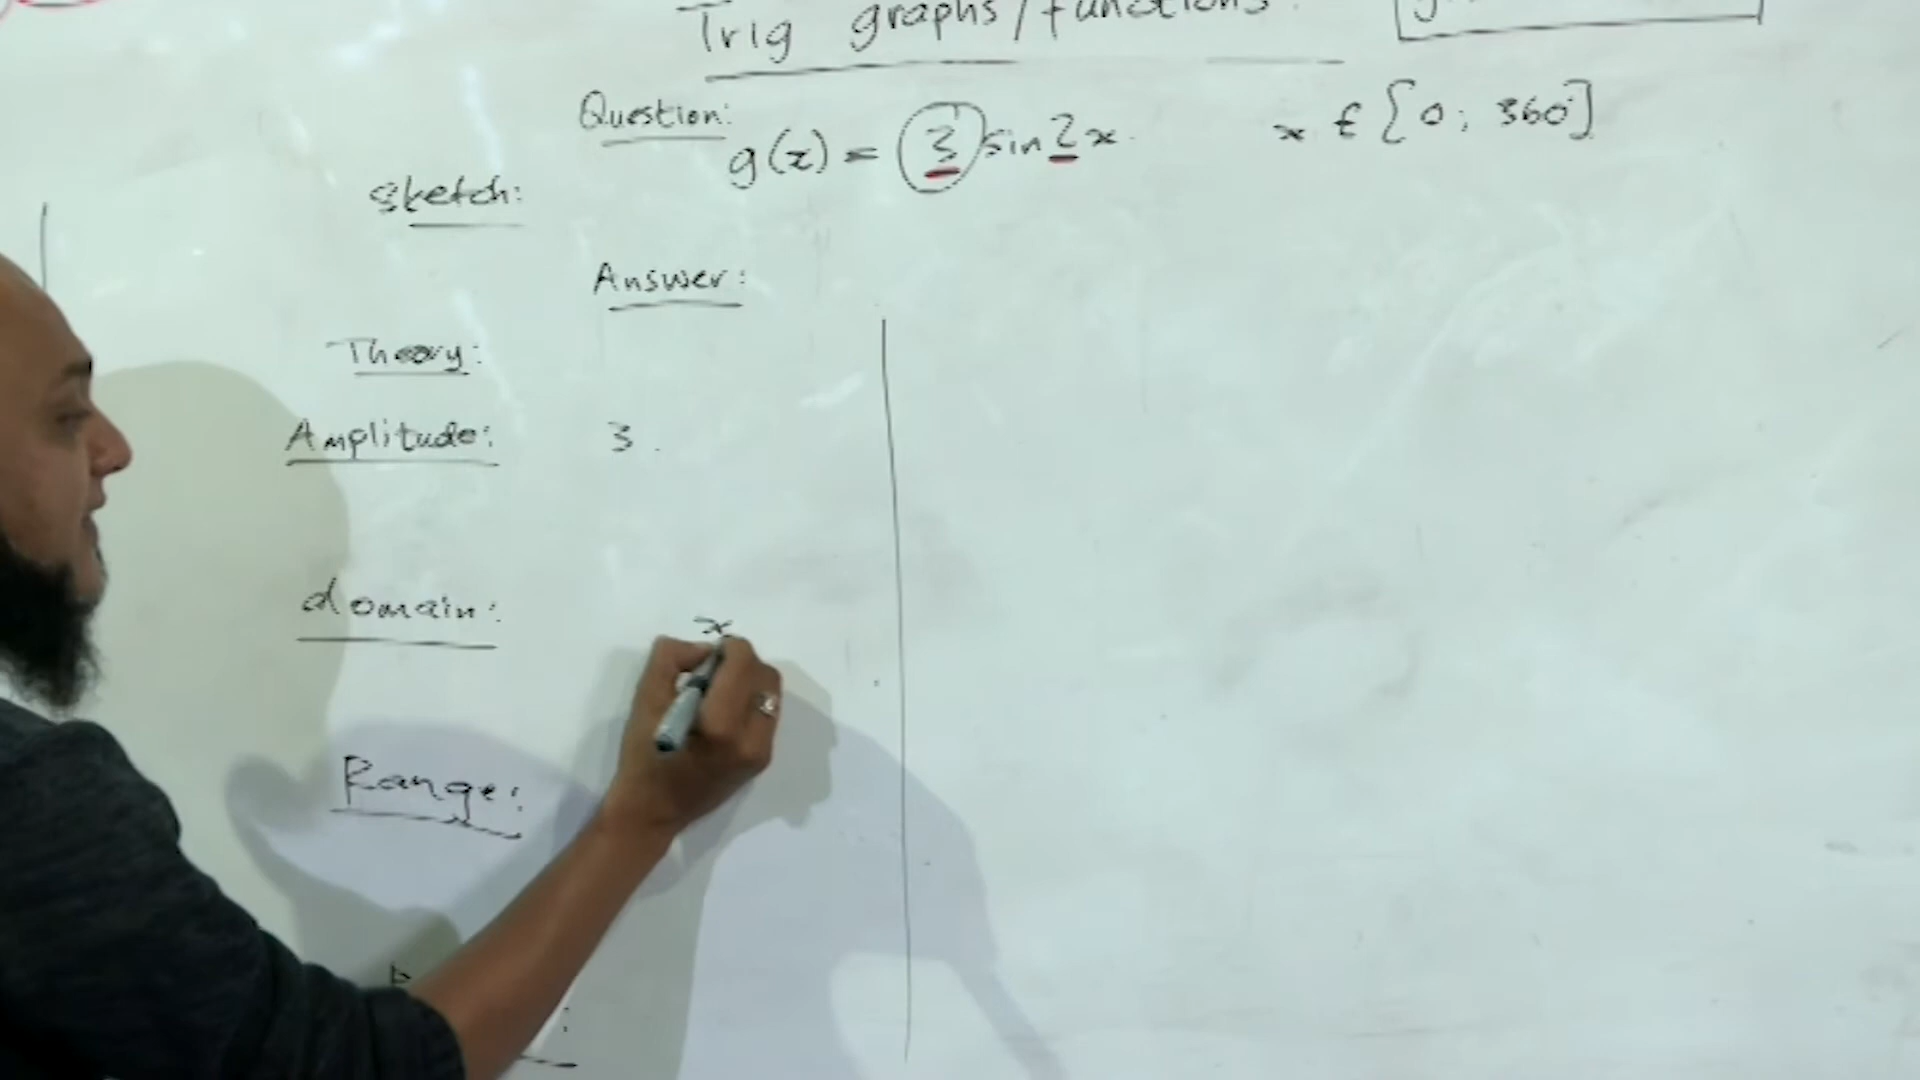 Trig graphs/functions:
Question:
g(x) = 3 sin 2x. x ∈ [0; 360°]
sketch:
Answer:
Theory:
Amplitude: 3.
domain: x
Range: